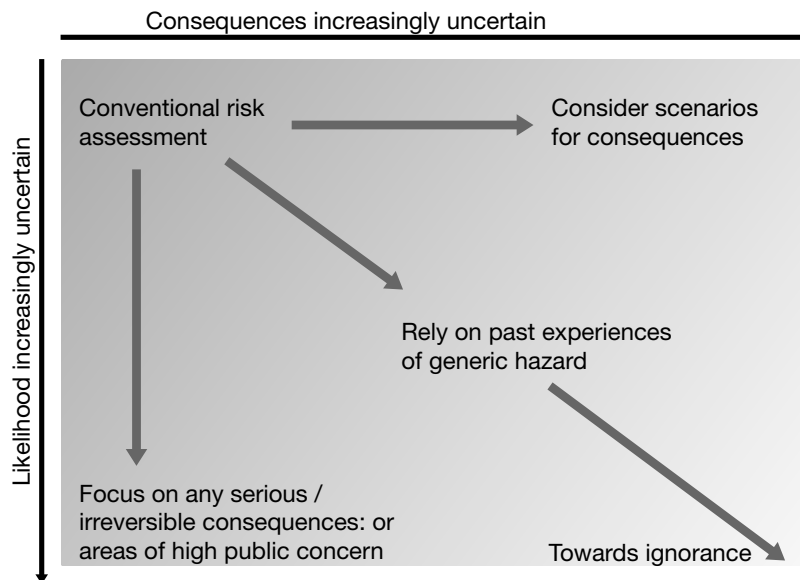 Consequences increasingly uncertain
Likelihood increasingly uncertain
Conventional risk
assessment
Consider scenarios
for consequences
Rely on past experiences
of generic hazard
Focus on any serious /
irreversible consequences: or
areas of high public concern
Towards ignorance